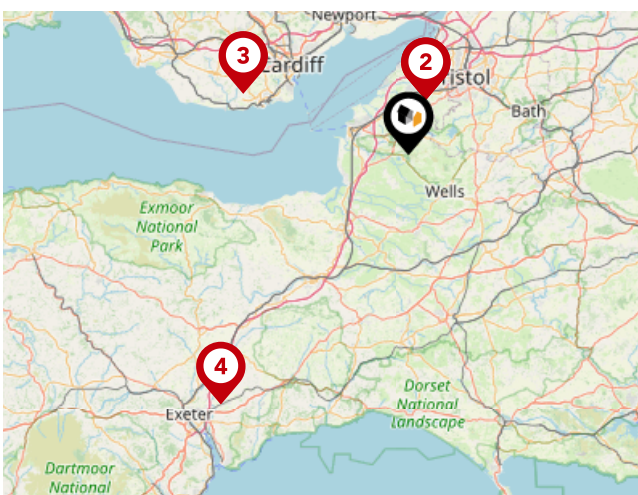 Newport
3
Cardiff
2
Bristol
Bath
Wells
Exmoor
National
Park
4
Exeter
Dorset
National
Landscape
Dartmoor
National